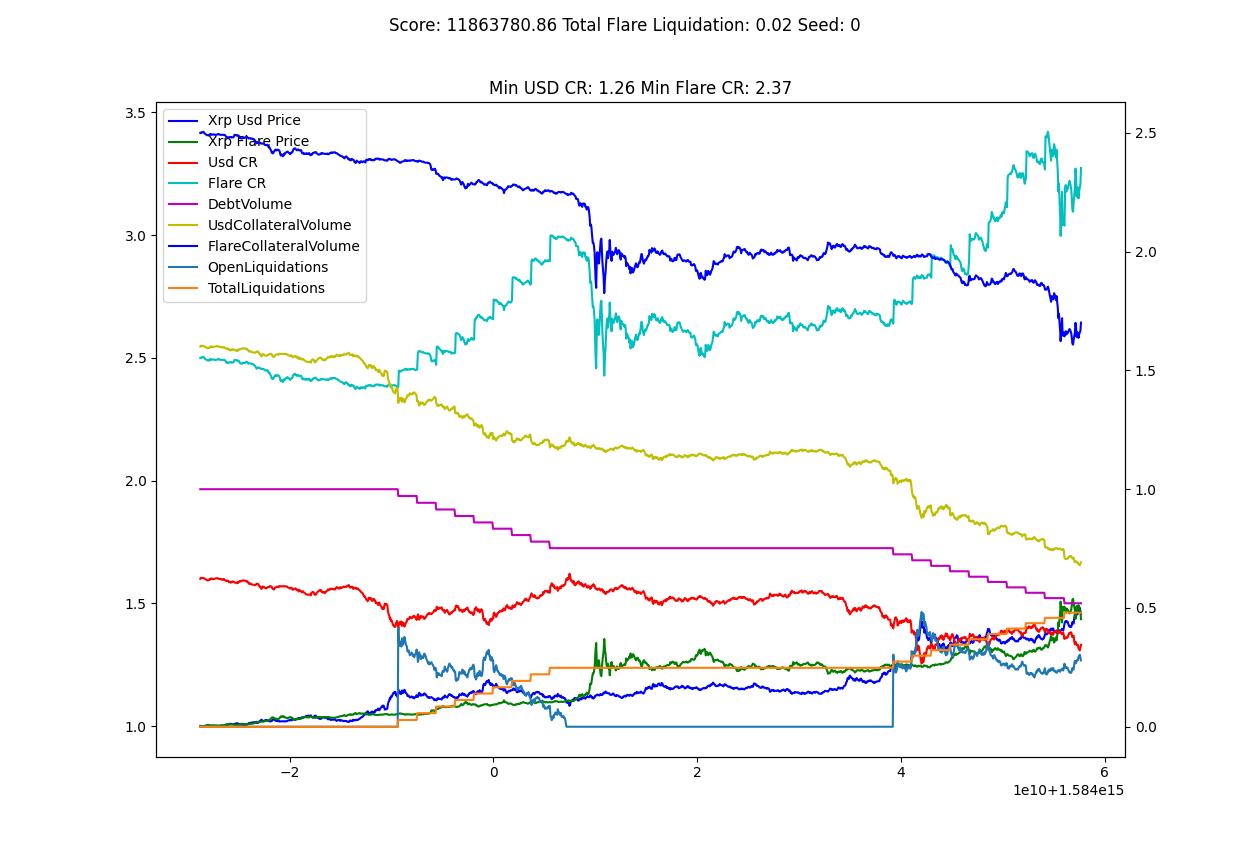 Score: 11863780.86 Total Flare Liquidation: 0.02 Seed: 0
Min USD CR: 1.26 Min Flare CR: 2.37
Xrp Usd Price
Xrp Flare Price
Usd CR
Flare CR
DebtVolume
UsdCollateralVolume
FlareCollateralVolume
OpenLiquidations
TotalLiquidations
3.5
3.0
2.5
2.0
1.5
1.0
2.5
2.0
1.5
1.0
0.5
0.0
−2 0 2 4 6
1e10+1.584e15